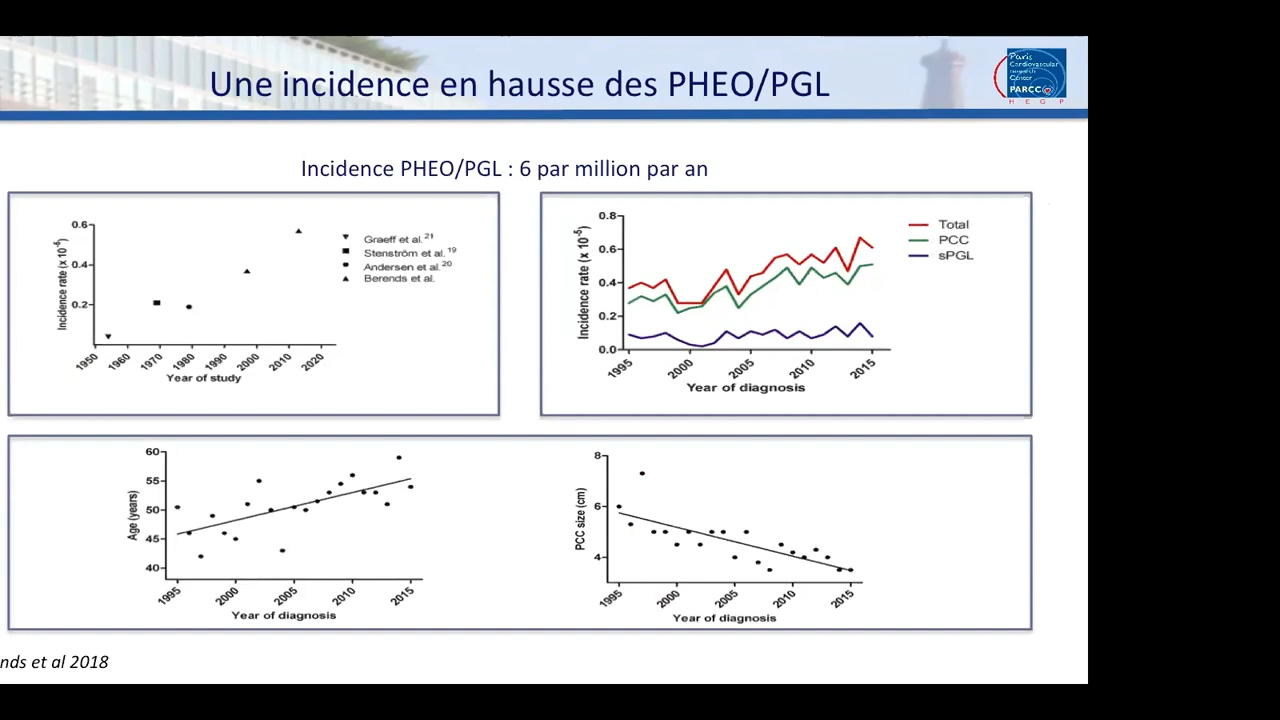 Une incidence en hausse des PHEO/PGL
Paris
Cardiovascular
research
Center
PARCC
H E G P
Incidence PHEO/PGL : 6 par million par an
Incidence rate (x 10⁻⁵)
0.6
0.4
0.2
1950 1960 1970 1980 1990 2000 2010 2020
Year of study
Graeff et al.²¹
Stenström et al.¹⁹
Andersen et al.²⁰
Berends et al.
Incidence rate (x 10⁻⁵)
0.8
0.6
0.4
0.2
0.0
1995 2000 2005 2010 2015
Year of diagnosis
Total
PCC
sPGL
Age (years)
60
55
50
45
40
1995 2000 2005 2010 2015
Year of diagnosis
PCC size (cm)
8
6
4
1995 2000 2005 2010 2015
Year of diagnosis
nds et al 2018